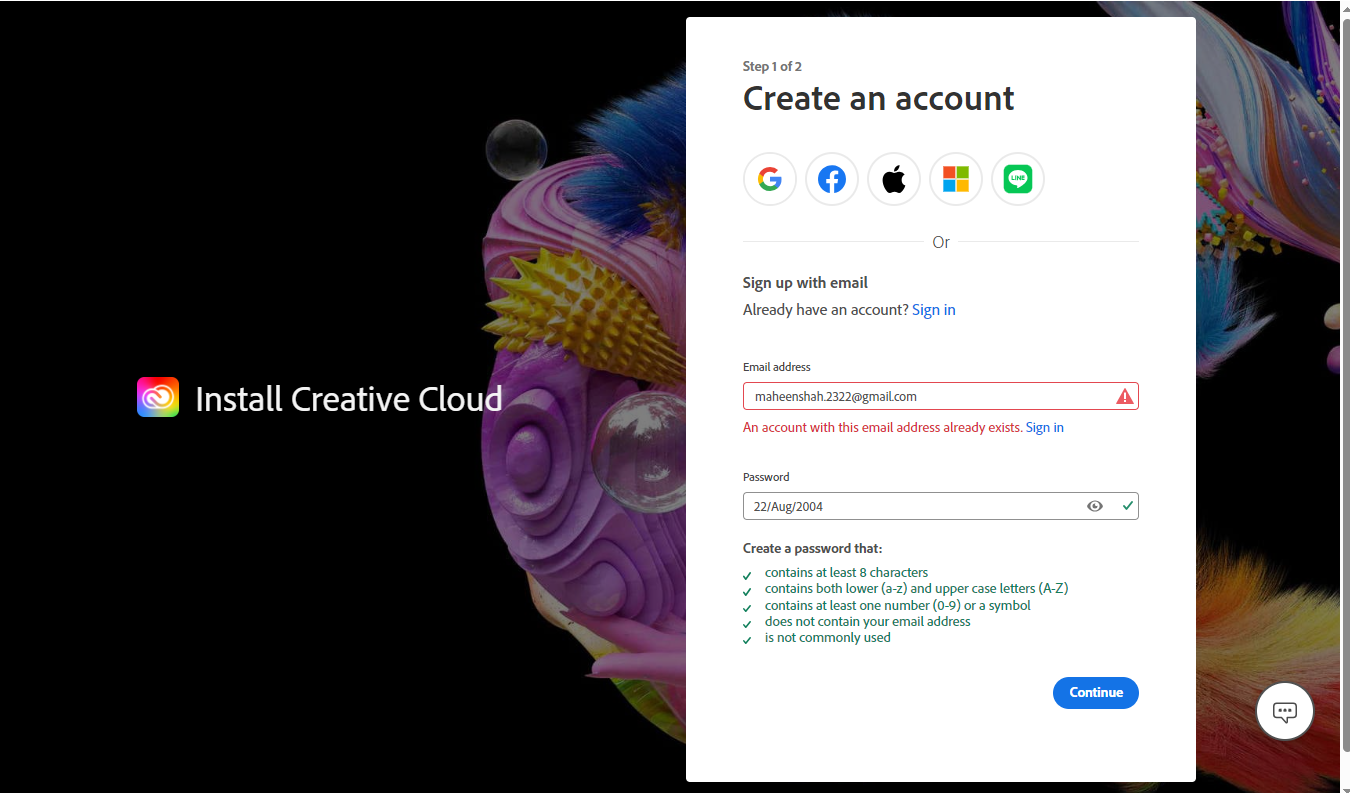 Step 1 of 2
Create an account
LINE
Or
Sign up with email
Already have an account? Sign in
Email address
maheenshah.2322@gmail.com
An account with this email address already exists. Sign in
Password
22/Aug/2004
Create a password that:
contains at least 8 characters
contains both lower (a-z) and upper case letters (A-Z)
contains at least one number (0-9) or a symbol
does not contain your email address
is not commonly used
Continue
Install Creative Cloud